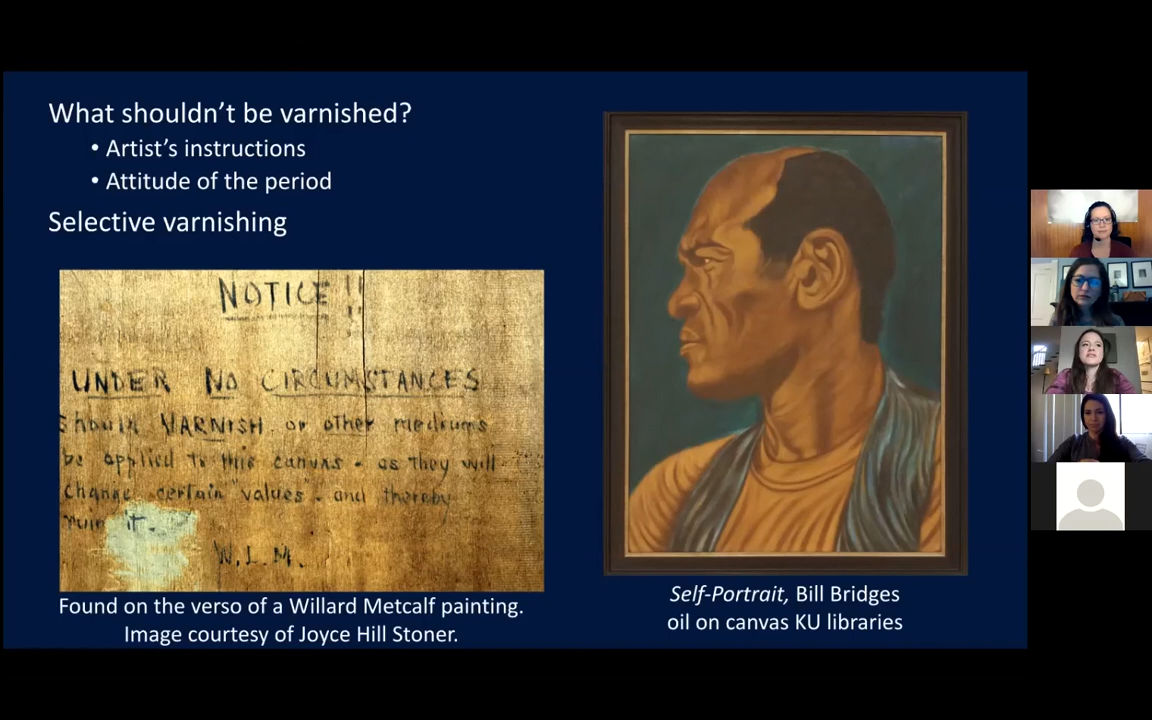 What shouldn't be varnished?
• Artist's instructions
• Attitude of the period
Selective varnishing
NOTICE !!
UNDER NO CIRCUMSTANCES
Should VARNISH or other mediums
be applied to this canvas - as they will
change certain "values" - and thereby
ruin it.
W.L.M.
Found on the verso of a Willard Metcalf painting.
Image courtesy of Joyce Hill Stoner.
Self-Portrait, Bill Bridges
oil on canvas KU libraries